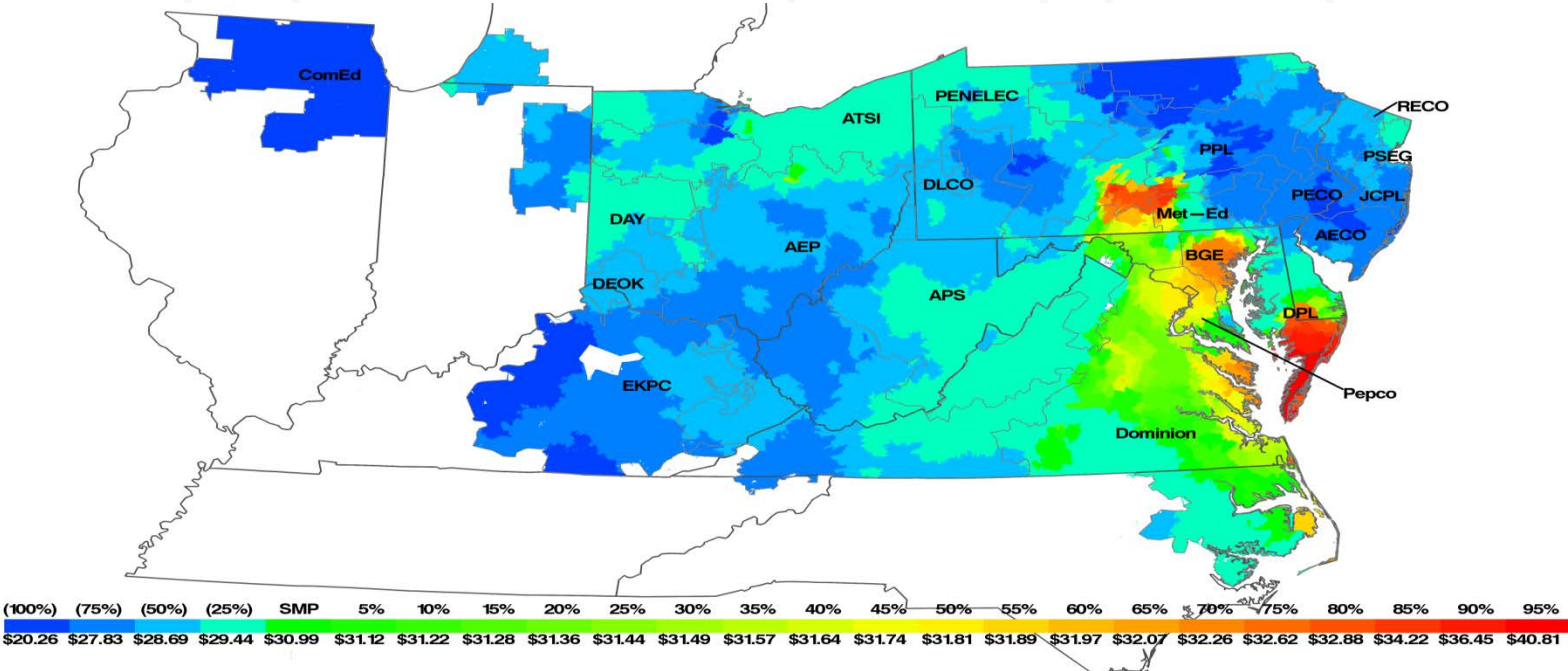 ComEd
RECO
PENELEC
ATSI
PPL
PSEG
DLCO
PECO
JCPL
Met-Ed
DAY
AECO
AEP
BGE
DEOK
APS
DPL
EKPC
Pepco
Dominion
(100%) (75%) (50%) (25%) SMP 5% 10% 15% 20% 25% 30% 35% 40% 45% 50% 55% 60% 65% 70% 75% 80% 85% 90% 95%
$20.26 $27.83 $28.69 $29.44 $30.99 $31.12 $31.22 $31.28 $31.36 $31.44 $31.49 $31.57 $31.64 $31.74 $31.81 $31.89 $31.97 $32.07 $32.26 $32.62 $32.88 $34.22 $36.45 $40.81